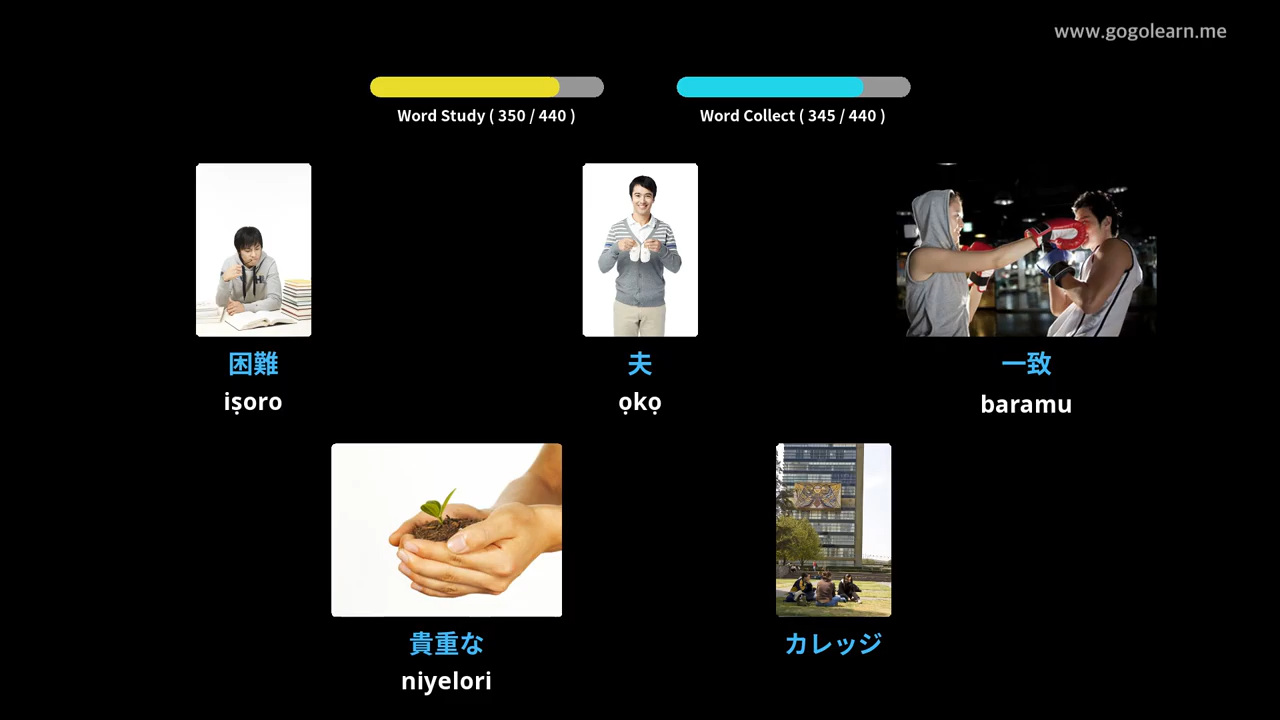 www.gogolearn.me
Word Study ( 350 / 440 )
Word Collect ( 345 / 440 )
困難
iṣoro
夫
ọkọ
一致
baramu
貴重な
niyelori
カレッジ